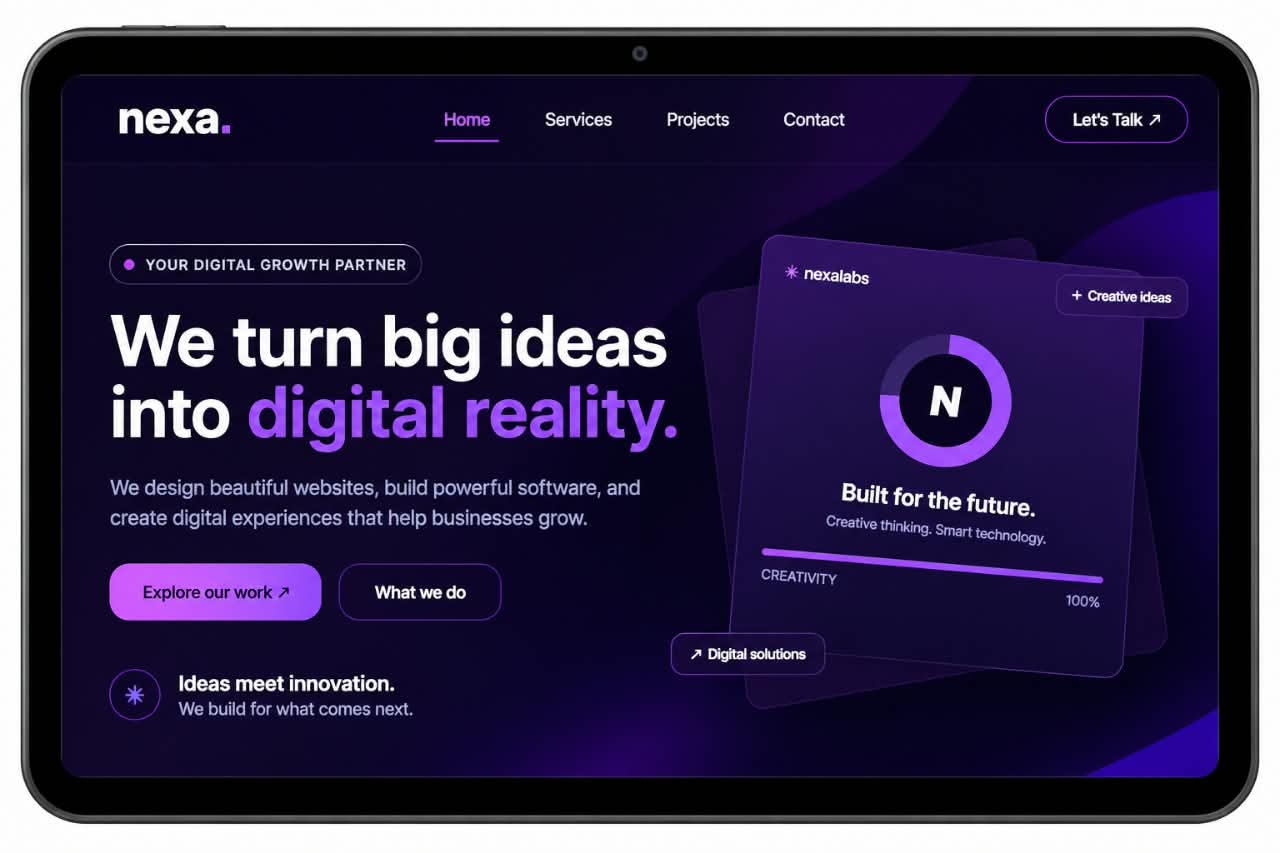 nexa.
Home
Services
Projects
Contact
Let's Talk ↗
YOUR DIGITAL GROWTH PARTNER
We turn big ideas
into digital reality.
We design beautiful websites, build powerful software, and
create digital experiences that help businesses grow.
Explore our work ↗
What we do
Ideas meet innovation.
We build for what comes next.
nexalabs
+ Creative ideas
N
Built for the future.
Creative thinking. Smart technology.
CREATIVITY
100%
↗ Digital solutions